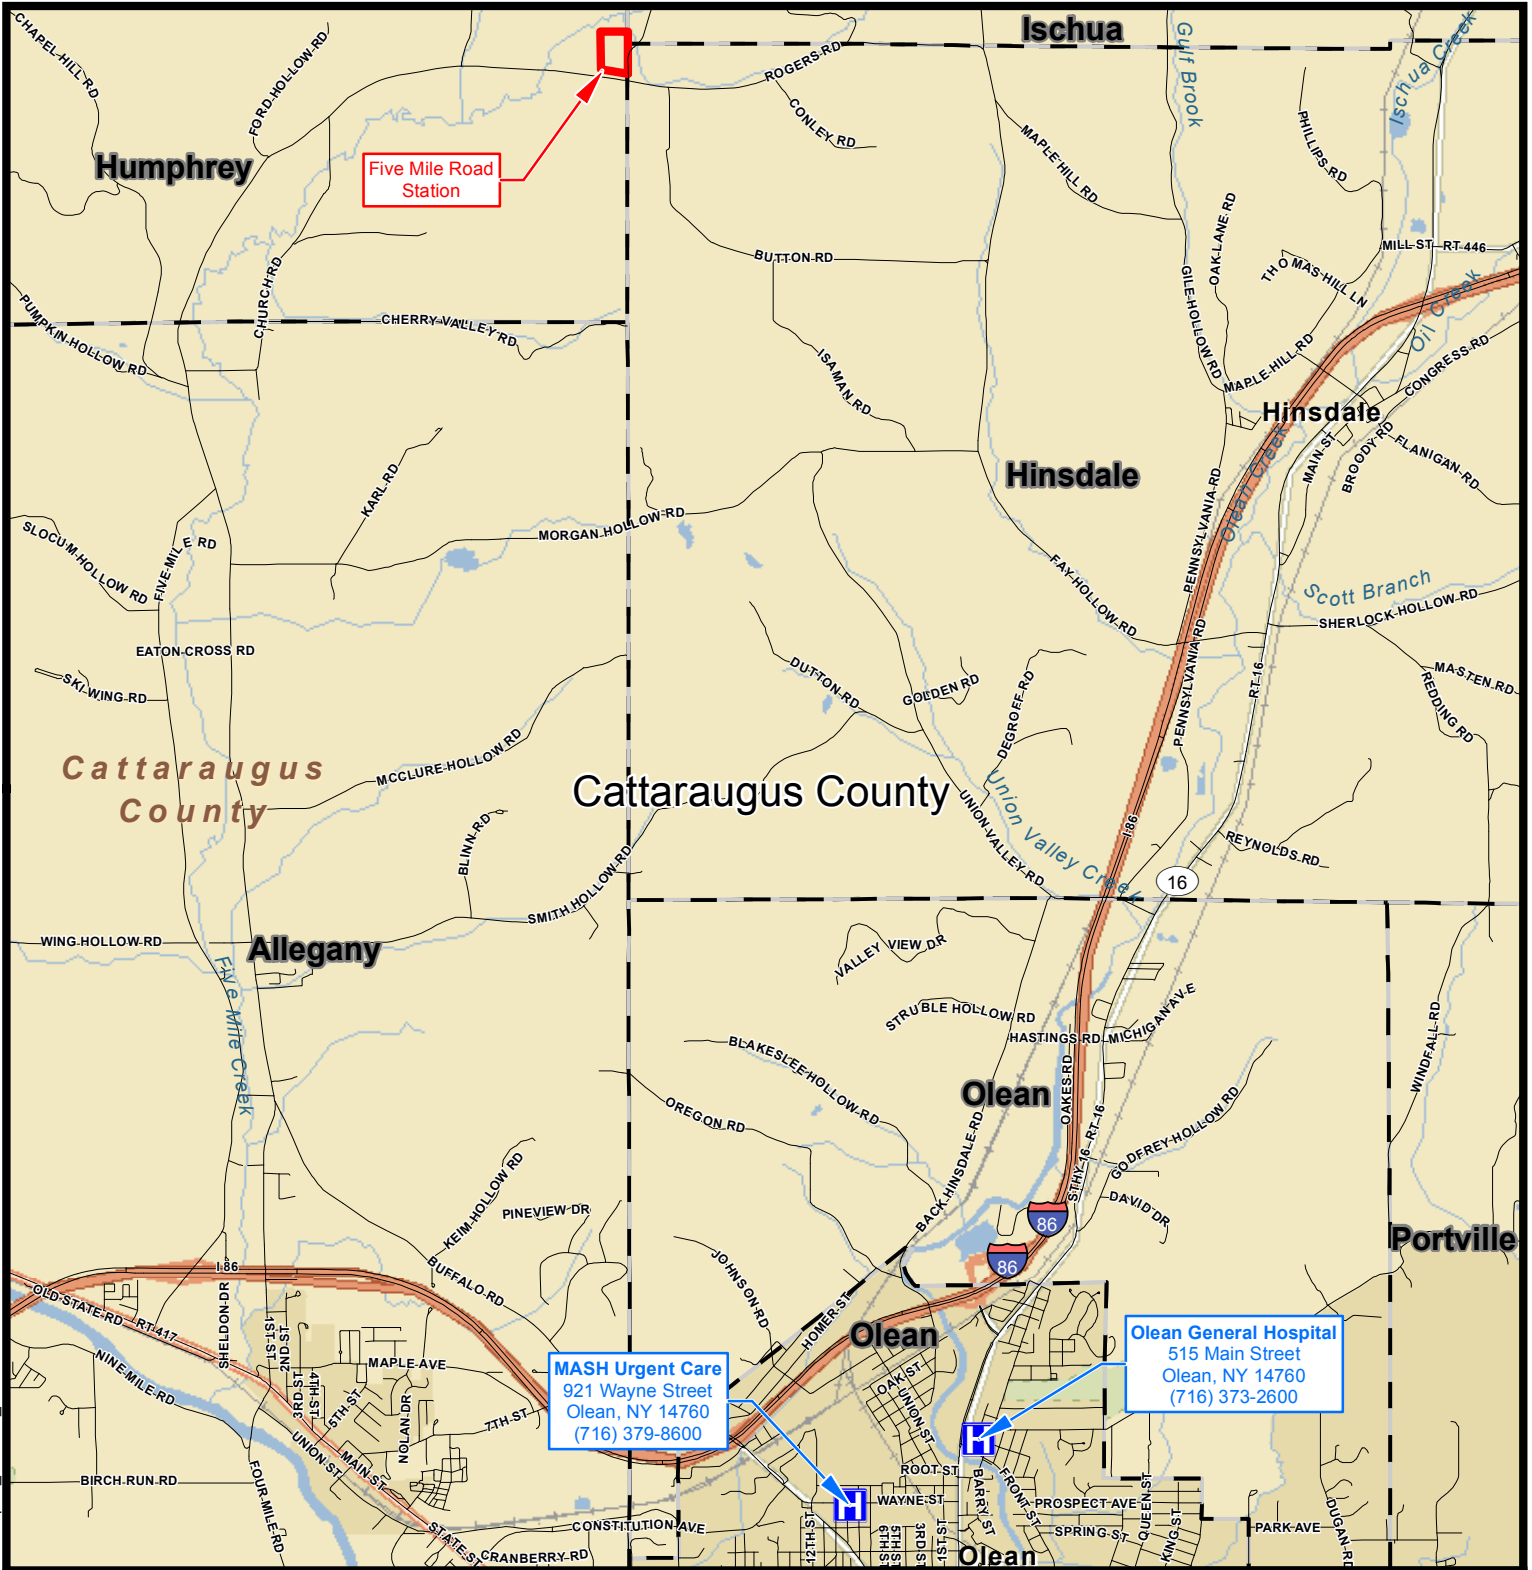 Ischua
CHAPEL HILL RD
FORD HOLLOW RD
ROGERS RD
Gulf Brook
Ischua Creek
CONLEY RD
MAPLE HILL RD
PHILLIPS RD
Humphrey
Five Mile Road
Station
OAK LANE RD
MILL ST
RT 446
BUTTON RD
THOMAS HILL LN
GILE HOLLOW RD
CHURCH RD
PUMPKIN HOLLOW RD
CHERRY VALLEY RD
Oil Creek
ISAMAN RD
MAPLE HILL RD
CONGRESS RD
Hinsdale
MAIN ST
BROODY RD
FLANIGAN RD
Hinsdale
Olean Creek
KARL RD
PENNSYLVANIA RD
MORGAN HOLLOW RD
SLOCUM HOLLOW RD
FIVE MILE RD
FAY HOLLOW RD
Scott Branch
SHERLOCK HOLLOW RD
EATON CROSS RD
PENNSYLVANIA RD
RT 16
SKI WING RD
DUTTON RD
GOLDEN RD
DEGROFF RD
MASTEN RD
REDDING RD
Cattaraugus
County
MCCLURE HOLLOW RD
Cattaraugus County
UNION VALLEY RD
Union Valley Creek
I 86
BLINN RD
REYNOLDS RD
16
SMITH HOLLOW RD
WING HOLLOW RD
Allegany
VALLEY VIEW DR
Five Mile Creek
STRUBLE HOLLOW RD
HASTINGS RD
MICHIGAN AVE
BLAKESLEE HOLLOW RD
WINDFALL RD
OREGON RD
Olean
OAKES RD
STHY 16
RT 16
GODFREY HOLLOW RD
BACK HINSDALE RD
KEIM HOLLOW RD
PINEVIEW DR
DAVID DR
86
86
Portville
I 86
BUFFALO RD
JOHNSON RD
HOMER ST
OLD STATE RD
RT 417
SHELDON DR
1ST ST
2ND ST
3RD ST
4TH ST
15TH ST
MAPLE AVE
NOLAN DR
7TH ST
NINE MILE RD
Olean
Olean General Hospital
515 Main Street
Olean, NY 14760
(716) 373-2600
MASH Urgent Care
921 Wayne Street
Olean, NY 14760
(716) 379-8600
OAK ST
UNION ST
H
BIRCH RUN RD
FOUR MILE RD
UNION ST
MAIN ST
STATE ST
ROOT ST
BARRY ST
FRONT ST
H
WAYNE ST
PROSPECT AVE
QUEEN ST
CONSTITUTION AVE
CRANBERRY RD
12TH ST
6TH ST
5TH ST
3RD ST
1ST ST
SPRING ST
KING ST
PARK AVE
DUGAN RD
Olean